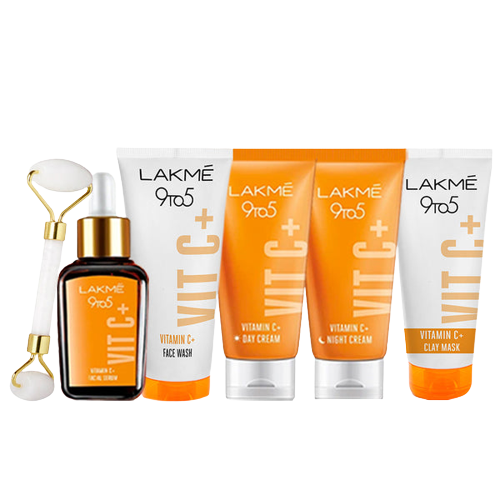 LAKMÉ
9TO5
VIT C+
VITAMIN C+
FACIAL SERUM
LAKMÉ
9TO5
VIT C+
VITAMIN C+
FACE WASH
LAKMÉ
9TO5
VIT C+
VITAMIN C+
DAY CREAM
LAKMÉ
9TO5
VIT C+
VITAMIN C+
NIGHT CREAM
LAKMÉ
9TO5
VIT C+
VITAMIN C+
CLAY MASK